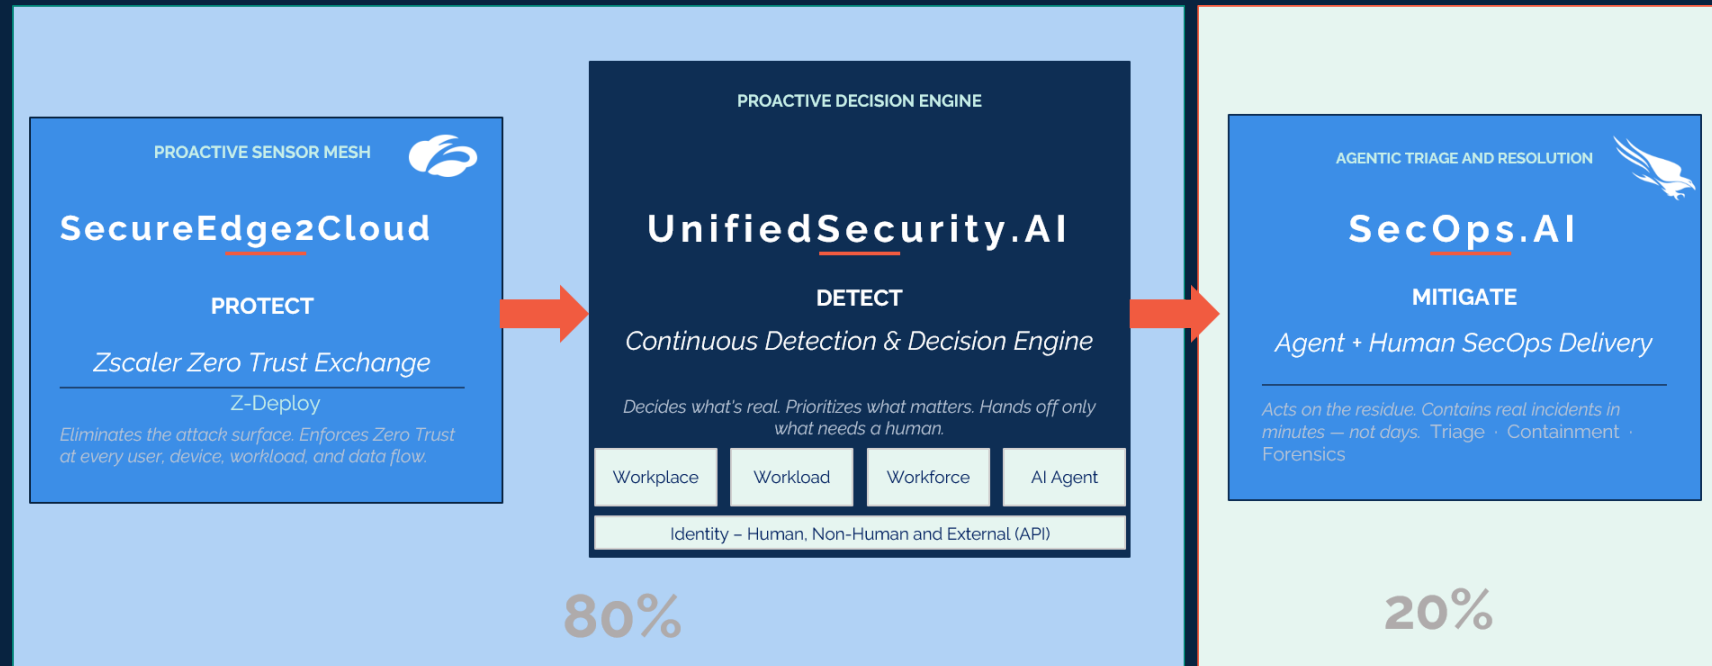 PROACTIVE SENSOR MESH
SecureEdge2Cloud
PROTECT
Zscaler Zero Trust Exchange
Z-Deploy
Eliminates the attack surface. Enforces Zero Trust
at every user, device, workload, and data flow.
PROACTIVE DECISION ENGINE
UnifiedSecurity.AI
DETECT
Continuous Detection & Decision Engine
Decides what's real. Prioritizes what matters. Hands off only
what needs a human.
Workplace
Workload
Workforce
AI Agent
Identity – Human, Non-Human and External (API)
80%
AGENTIC TRIAGE AND RESOLUTION
SecOps.AI
MITIGATE
Agent + Human SecOps Delivery
Acts on the residue. Contains real incidents in
minutes — not days. Triage · Containment ·
Forensics
20%